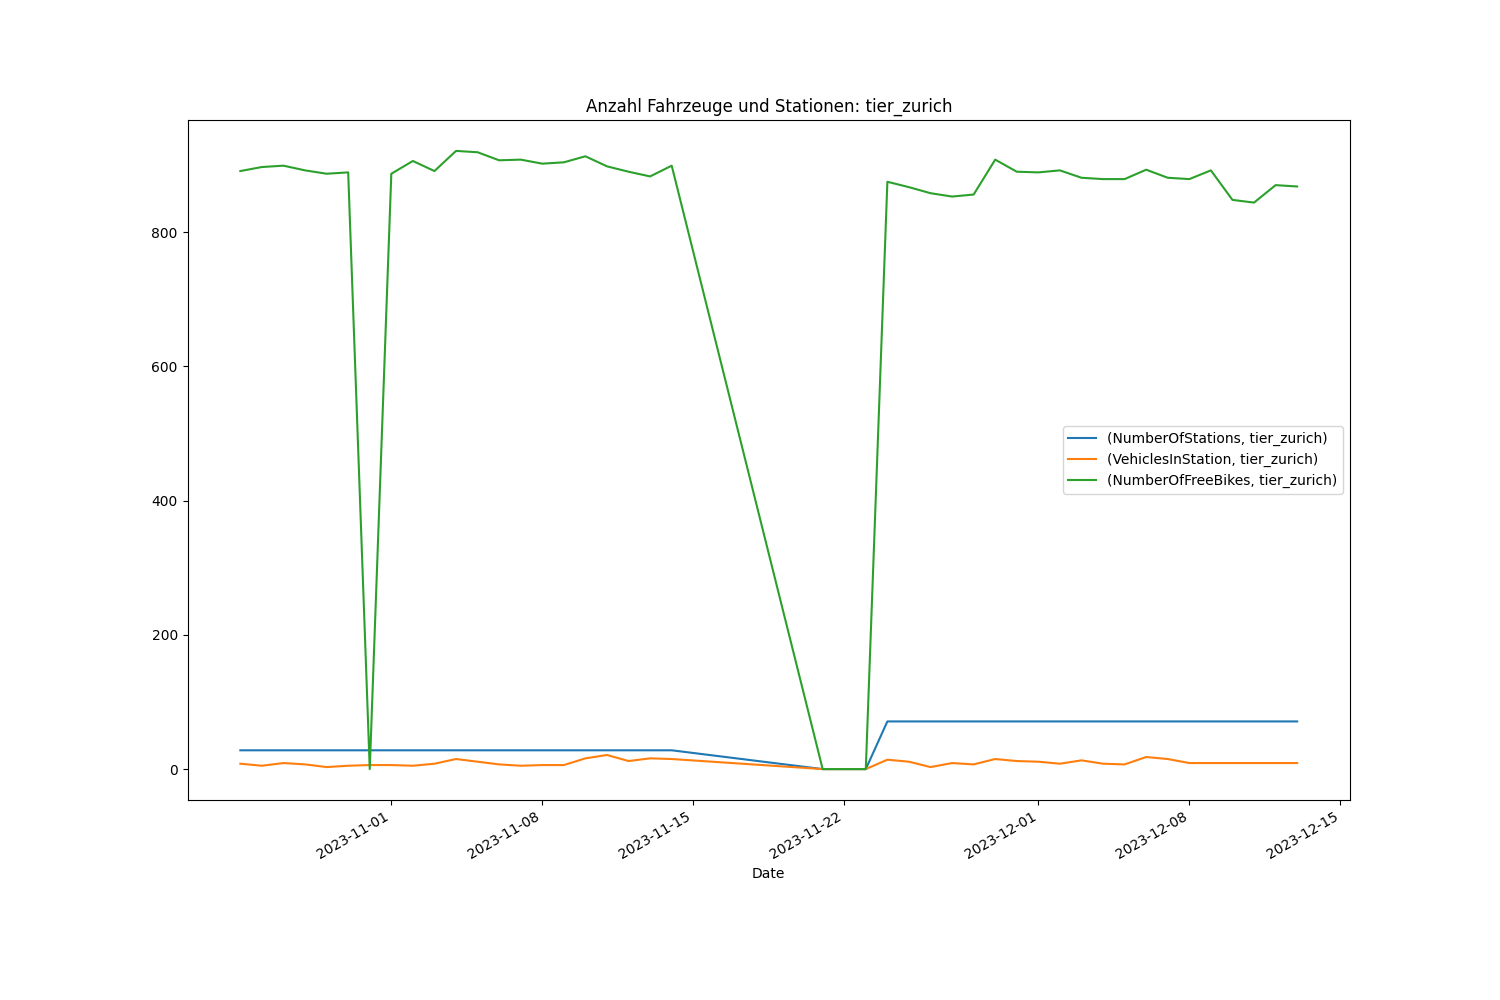 Anzahl Fahrzeuge und Stationen: tier_zurich
800
600
400
200
0
(NumberOfStations, tier_zurich)
(VehiclesInStation, tier_zurich)
(NumberOfFreeBikes, tier_zurich)
2023-11-01
2023-11-08
2023-11-15
2023-11-22
2023-12-01
2023-12-08
2023-12-15
Date